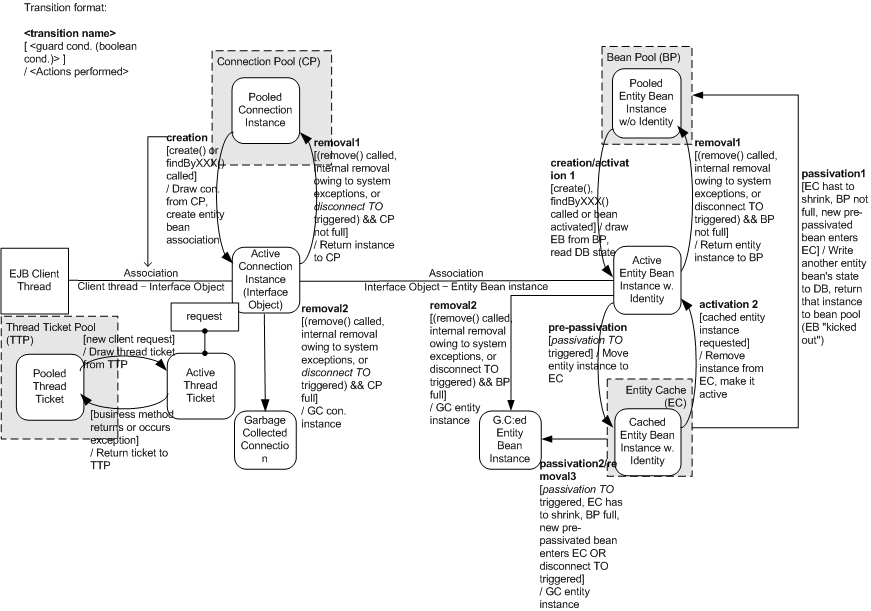 Transition format:
<transition name>
[ <guard cond. (boolean
cond.)> ]
/ <Actions performed>
Connection Pool (CP)
Pooled
Connection
Instance
creation
[create() or
findByXXX()
called]
/ Draw con.
from CP,
create entity
bean
association
removal1
[(remove() called,
internal removal
owing to system
exceptions, or
disconnect TO
triggered) && CP
not full]
/ Return instance
to CP
Bean Pool (BP)
Pooled
Entity Bean
Instance
w/o Identity
creation/activat
ion 1
[create(),
findByXXX()
called or bean
activated] / draw
EB from BP,
read DB state
removal1
[(remove() called,
internal removal
owing to system
exceptions, or
disconnect TO
triggered) && BP
not full]
/ Return entity
instance to BP
passivation1
[EC hast to
shrink, BP not
full, new pre-
passivated
bean enters
EC] / Write
another entity
bean's state
to DB, return
that instance
to bean pool
(EB "kicked
out")
EJB Client
Thread
Association
Client thread – Interface Object
Active
Connection
Instance
(Interface
Object)
Association
Interface Object – Entity Bean instance
Active
Entity Bean
Instance w.
Identity
request
Thread Ticket Pool
(TTP)
Pooled
Thread
Ticket
[new client request]
/ Draw thread ticket
from TTP
Active
Thread
Ticket
[business method
returns or occurs
exception]
/ Return ticket to
TTP
removal2
[(remove() called,
internal removal
owing to system
exceptions, or
disconnect TO
triggered) && CP
full]
/ GC con.
instance
Garbage
Collected
Connectio
n
removal2
[(remove() called,
internal removal
owing to system
exceptions, or
disconnect TO
triggered) && BP
full]
/ GC entity
instance
pre-passivation
[passivation TO
triggered] / Move
entity instance to
EC
activation 2
[cached entity
instance
requested]
/ Remove
instance from
EC, make it
active
Entity Cache
(EC)
Cached
Entity Bean
Instance w.
Identity
G.C:ed
Entity
Bean
Instance
passivation2/re
moval3
[passivation TO
triggered, EC has
to shrink, BP full,
new pre-
passivated bean
enters EC OR
disconnect TO
triggered]
/ GC entity
instance